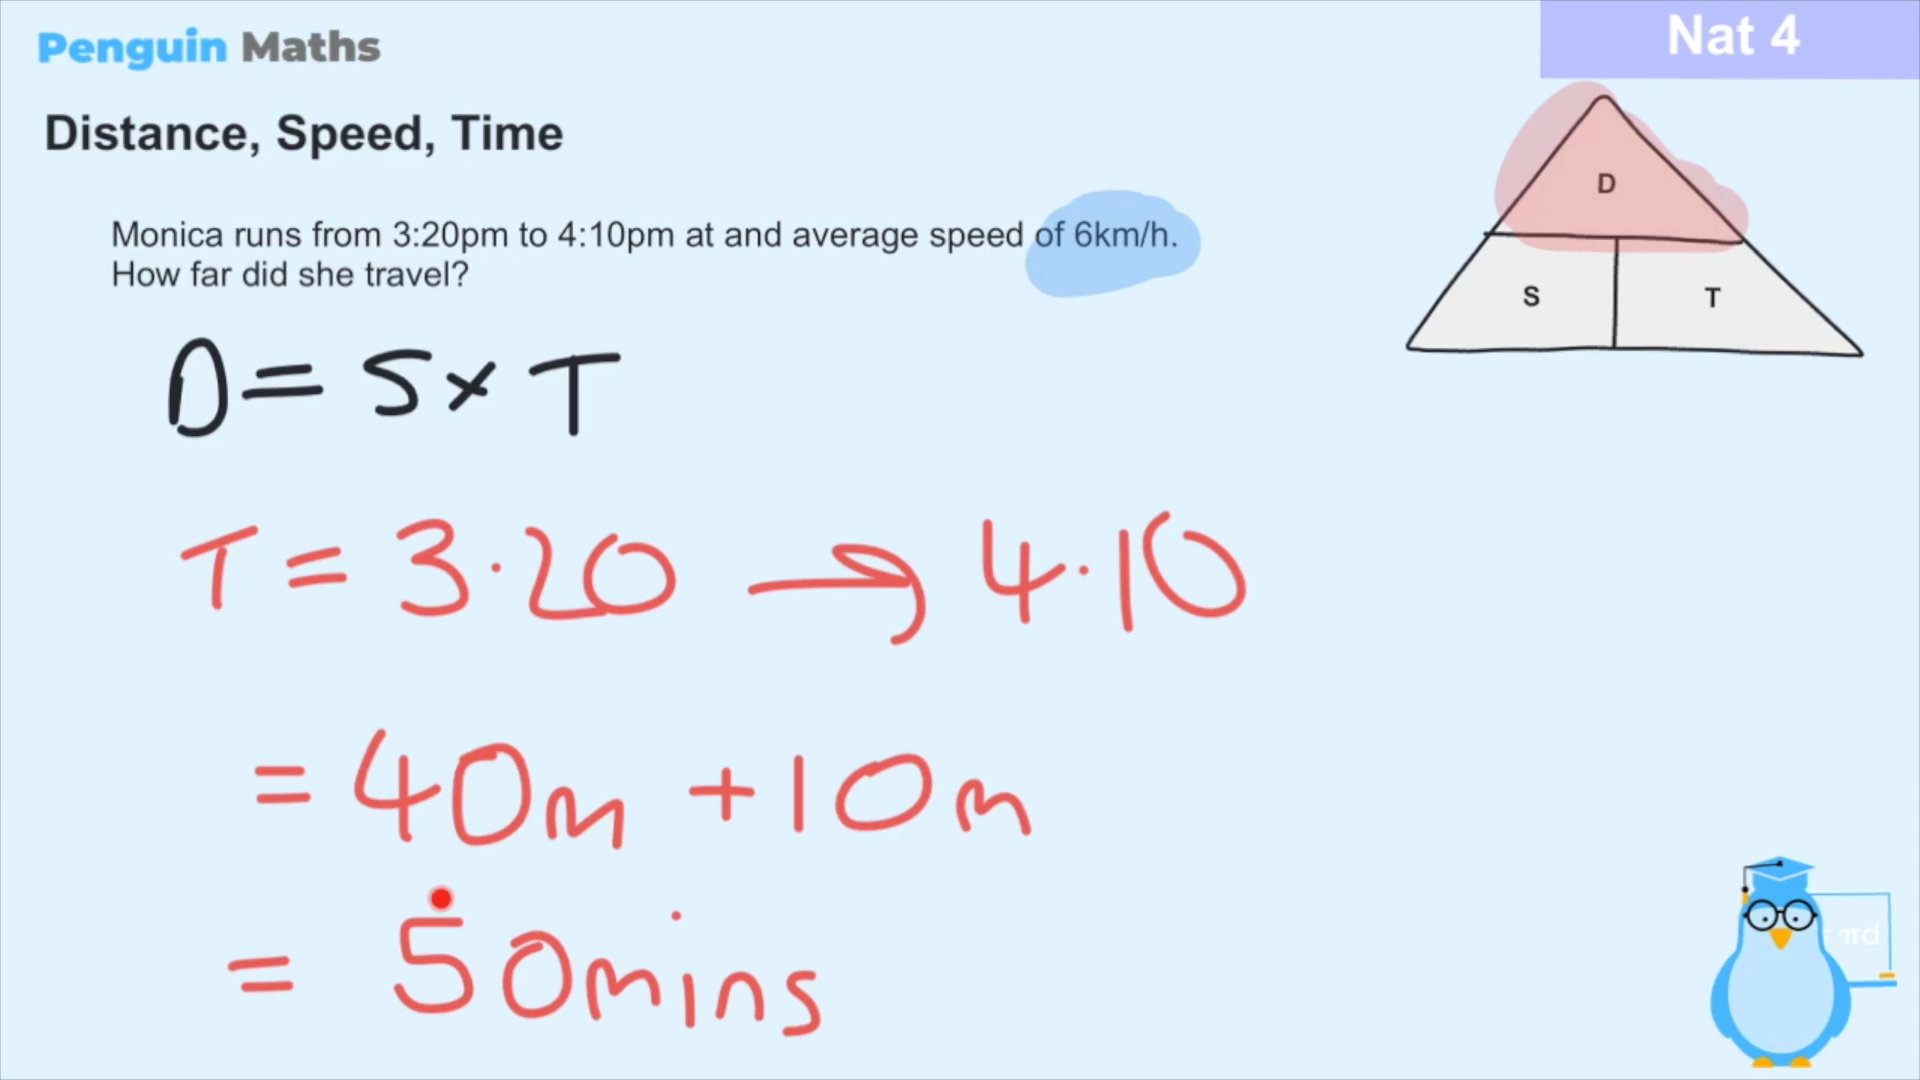 Penguin Maths
Nat 4
Distance, Speed, Time
D
Monica runs from 3:20pm to 4:10pm at and average speed of 6km/h.
How far did she travel?
S T
D = S × T
T = 3.20 → 4.10
= 40m + 10m
= 50mins
= πd